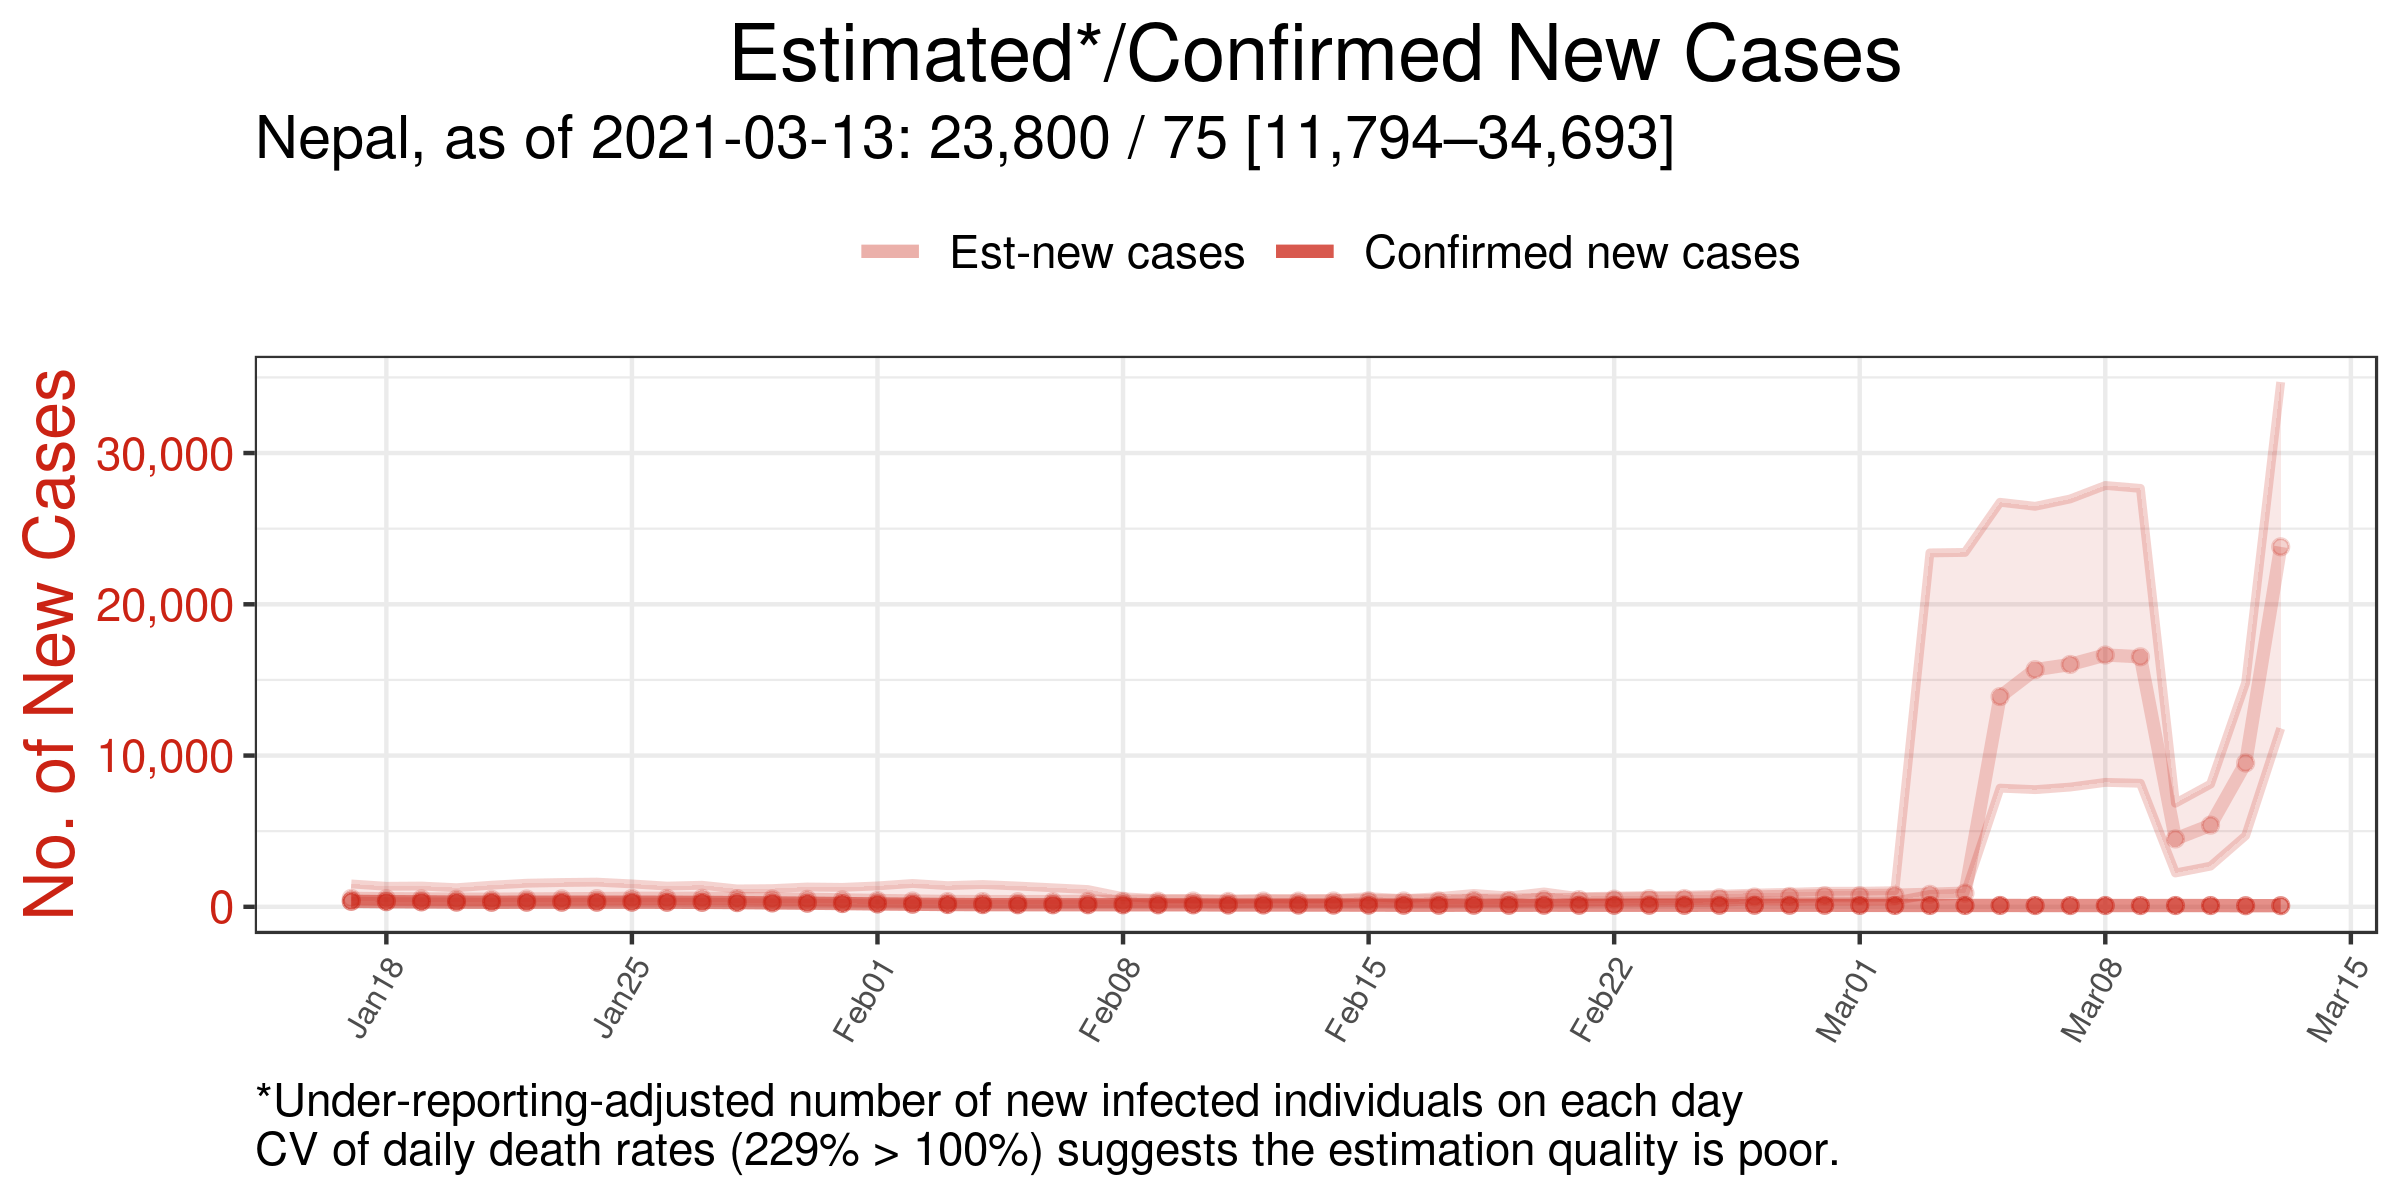 Estimated*/Confirmed New Cases
Nepal, as of 2021-03-13: 23,800 / 75 [11,794–34,693]
Est-new cases
Confirmed new cases
No. of New Cases
30,000
20,000
10,000
0
Jan18
Jan25
Feb01
Feb08
Feb15
Feb22
Mar01
Mar08
Mar15
*Under-reporting-adjusted number of new infected individuals on each day
CV of daily death rates (229% > 100%) suggests the estimation quality is poor.